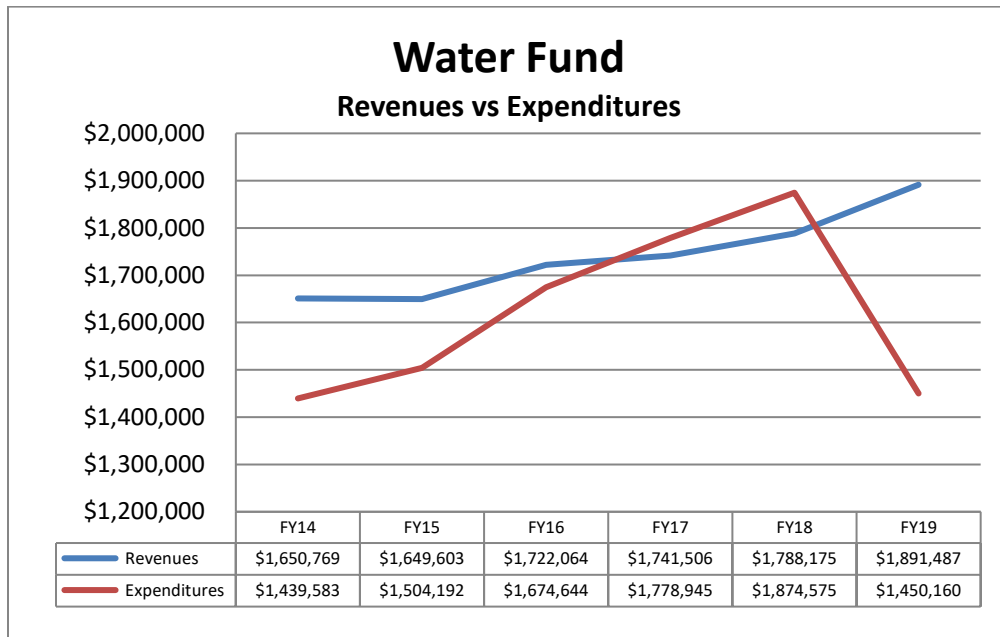 Water Fund
Revenues vs Expenditures
$2,000,000
$1,900,000
$1,800,000
$1,700,000
$1,600,000
$1,500,000
$1,400,000
$1,300,000
$1,200,000
FY14 FY15 FY16 FY17 FY18 FY19
Revenues $1,650,769 $1,649,603 $1,722,064 $1,741,506 $1,788,175 $1,891,487
Expenditures $1,439,583 $1,504,192 $1,674,644 $1,778,945 $1,874,575 $1,450,160